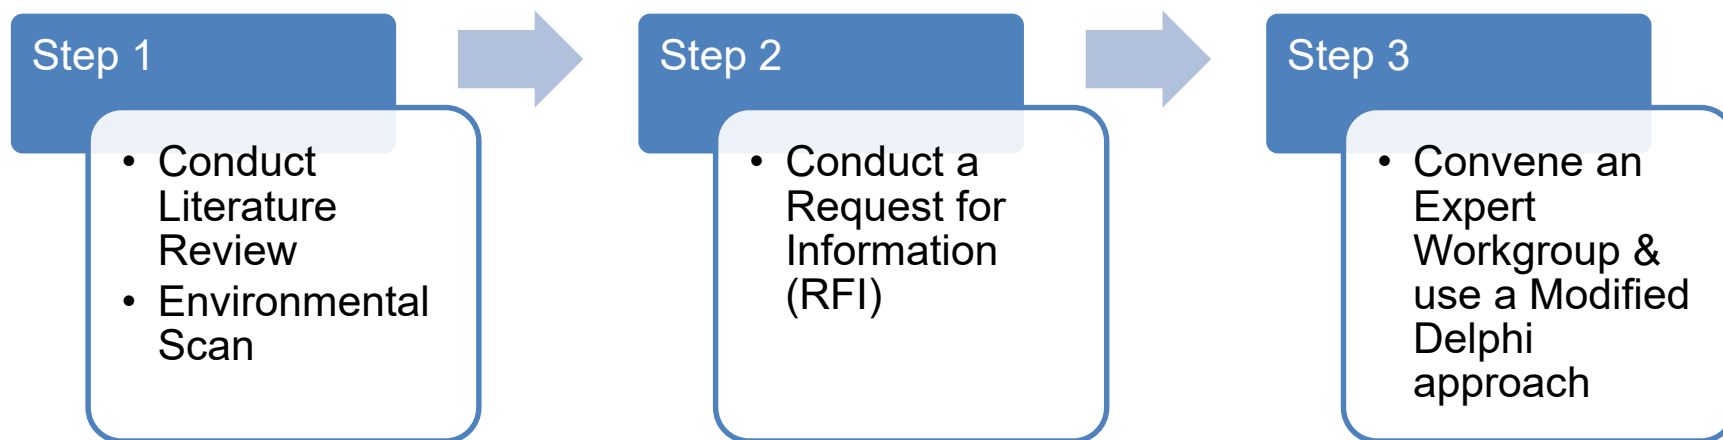 Step 1
• Conduct
Literature
Review
• Environmental
Scan
Step 2
• Conduct a
Request for
Information
(RFI)
Step 3
• Convene an
Expert
Workgroup &
use a Modified
Delphi
approach